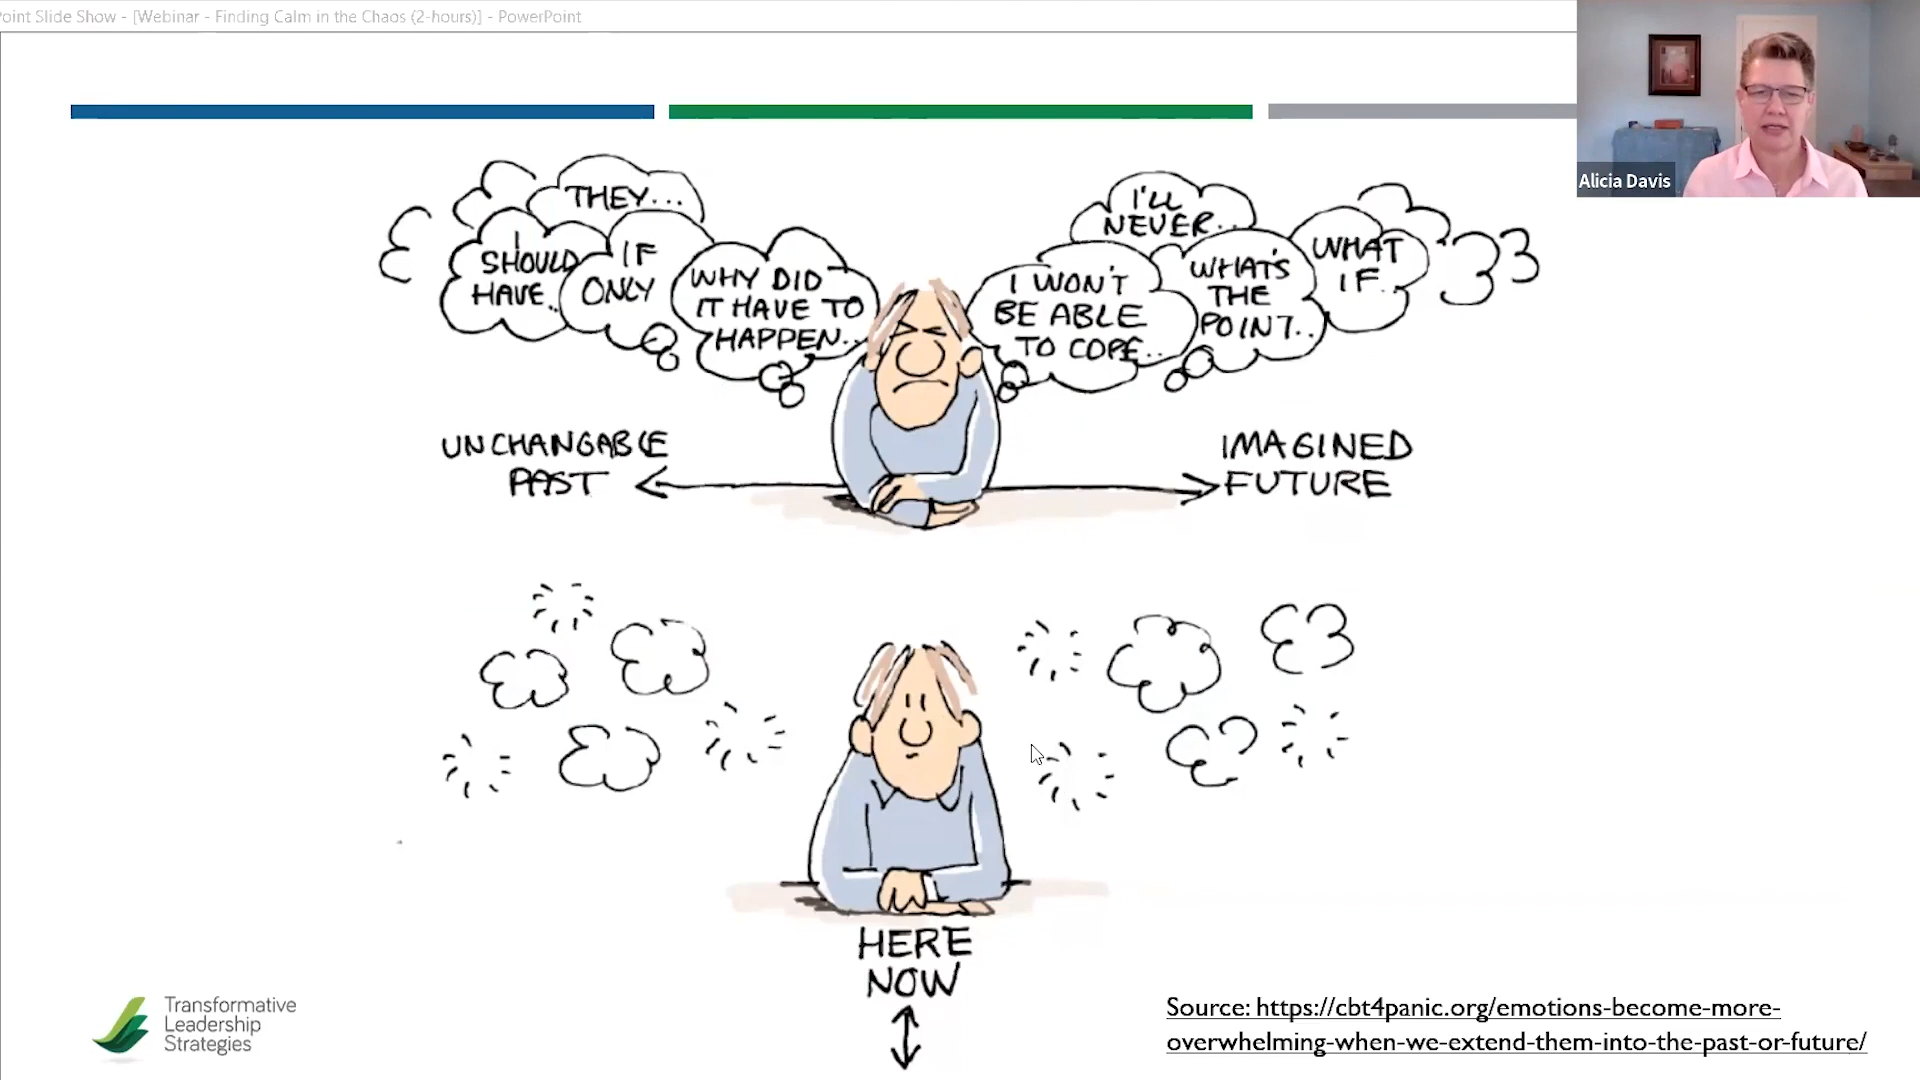 oint Slide Show - [Webinar - Finding Calm in the Chaos (2-hours)] - PowerPoint
Alicia Davis
THEY...
I
SHOULD
HAVE..
IF
ONLY
WHY DID
IT HAVE TO
HAPPEN...
I'LL
NEVER...
I WON'T
BE ABLE
TO COPE...
WHAT'S
THE
POINT...
WHAT
IF...
UNCHANGABLE
PAST
IMAGINED
FUTURE
HERE
NOW
Transformative
Leadership
Strategies
Source: https://cbt4panic.org/emotions-become-more-
overwhelming-when-we-extend-them-into-the-past-or-future/